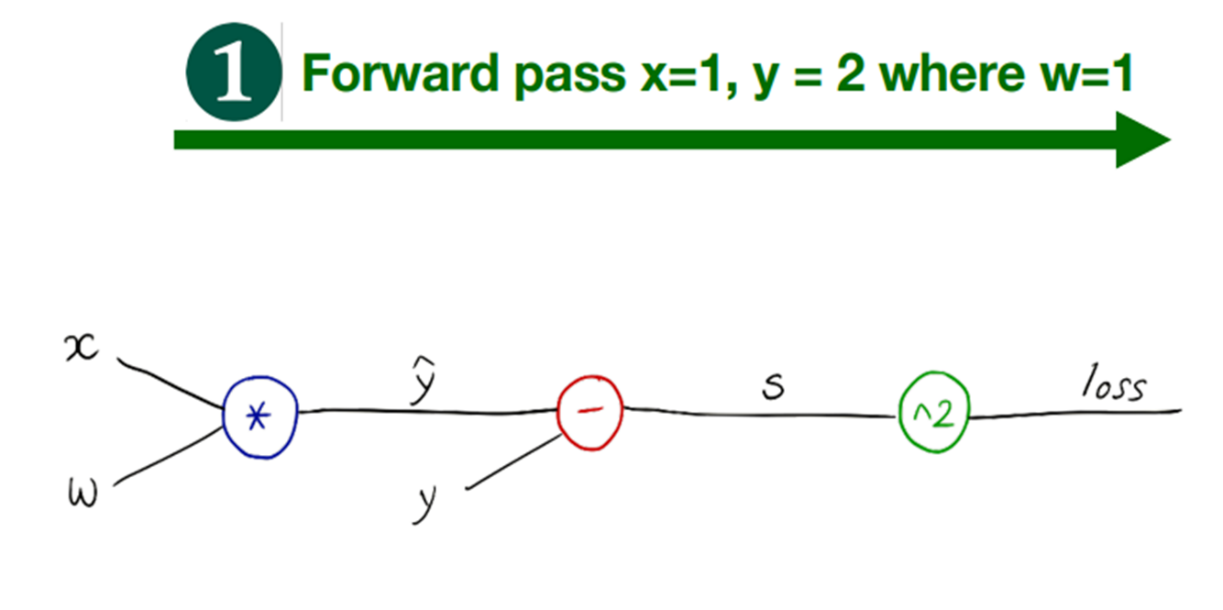 1 Forward pass x=1, y = 2 where w=1
x
ŷ
s
loss
*
-
^2
w
y